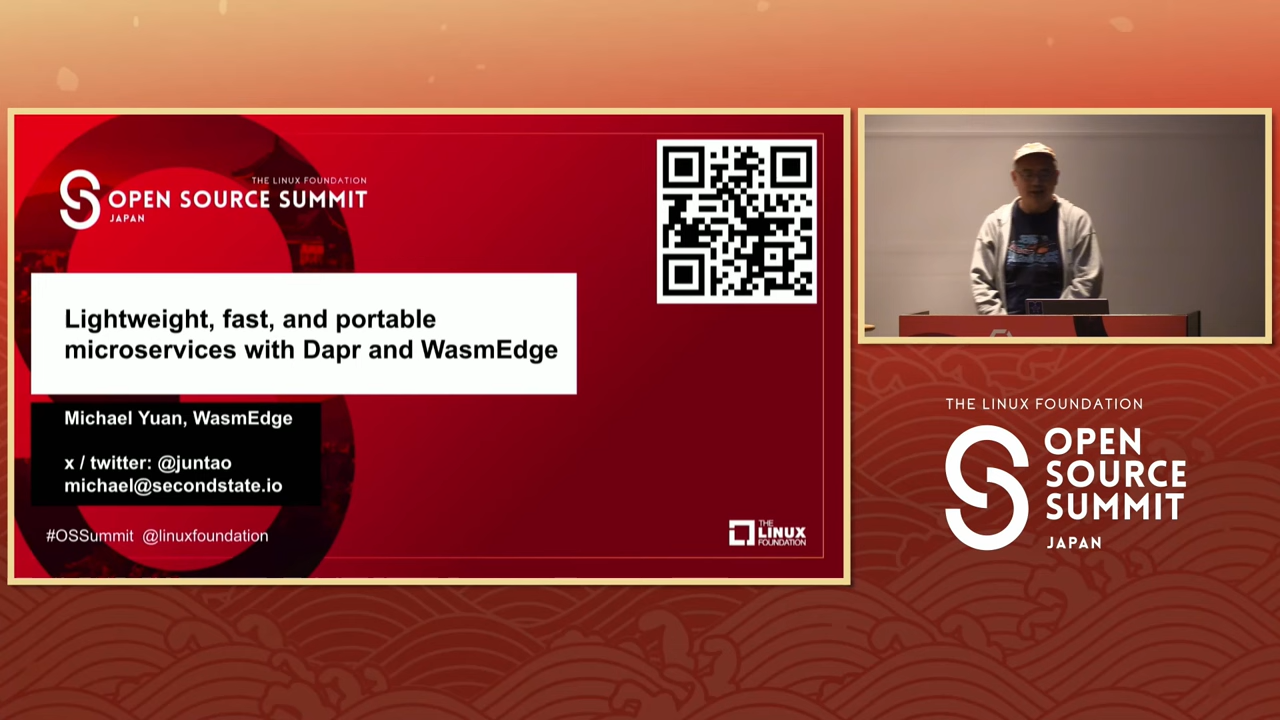 THE LINUX FOUNDATION
OPEN SOURCE SUMMIT
JAPAN
Lightweight, fast, and portable
microservices with Dapr and WasmEdge
Michael Yuan, WasmEdge
x / twitter: @juntao
michael@secondstate.io
#OSSummit @linuxfoundation
THE
LINUX
FOUNDATION
THE LINUX FOUNDATION
OPEN
SOURCE
SUMMIT
JAPAN